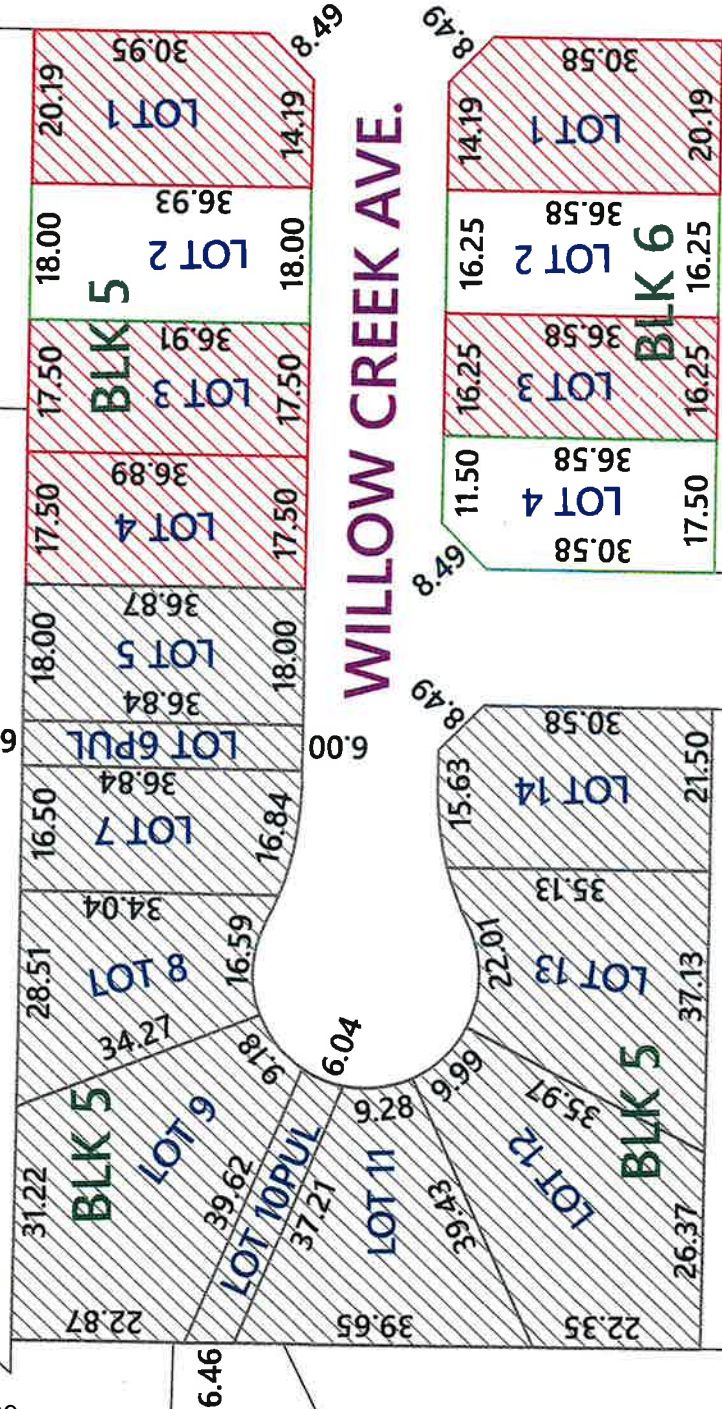 8.49
30.95
20.19
LOT 1
14.19
36.93
18.00
LOT 2
18.00
BLK 5
36.91
17.50
LOT 3
17.50
36.89
17.50
LOT 4
17.50
36.87
18.00
LOT 5
18.00
36.84
LOT 6PUL
6.00
6
36.84
16.50
LOT 7
16.84
34.04
28.51
LOT 8
16.59
34.27
9.18
BLK 5
LOT 9
31.22
39.62
22.87
6.04
LOT 10PUL
37.21
6.46
9.28
LOT 11
39.43
39.65
9.99
LOT 12
35.97
26.37
22.35
22.01
LOT 13
35.13
37.13
BLK 5
8.49
30.58
15.63
LOT 14
21.50
WILLOW CREEK AVE.
8.49
30.58
14.19
LOT 1
20.19
36.58
16.25
LOT 2
16.25
BLK 6
36.58
16.25
LOT 3
16.25
36.58
11.50
LOT 4
17.50
30.58
8.49